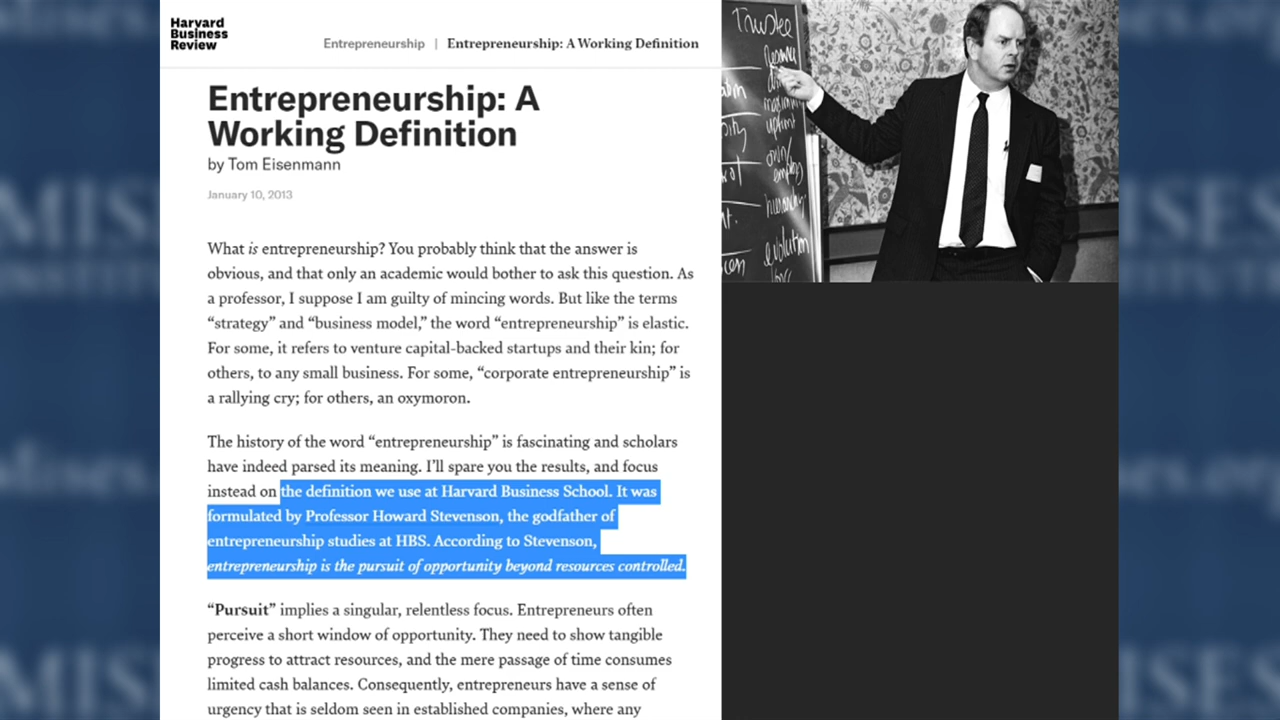 Harvard
Business
Review
Entrepreneurship | Entrepreneurship: A Working Definition
Entrepreneurship: A
Working Definition
by Tom Eisenmann
January 10, 2013
What is entrepreneurship? You probably think that the answer is
obvious, and that only an academic would bother to ask this question. As
a professor, I suppose I am guilty of mincing words. But like the terms
“strategy” and “business model,” the word “entrepreneurship” is elastic.
For some, it refers to venture capital-backed startups and their kin; for
others, to any small business. For some, “corporate entrepreneurship” is
a rallying cry; for others, an oxymoron.
The history of the word “entrepreneurship” is fascinating and scholars
have indeed parsed its meaning. I’ll spare you the results, and focus
instead on the definition we use at Harvard Business School. It was
formulated by Professor Howard Stevenson, the godfather of
entrepreneurship studies at HBS. According to Stevenson,
entrepreneurship is the pursuit of opportunity beyond resources controlled.
“Pursuit” implies a singular, relentless focus. Entrepreneurs often
perceive a short window of opportunity. They need to show tangible
progress to attract resources, and the mere passage of time consumes
limited cash balances. Consequently, entrepreneurs have a sense of
urgency that is seldom seen in established companies, where any
Trustee
hierarchy
evolution
MIS
ises.
MIS
ises.org
ISES